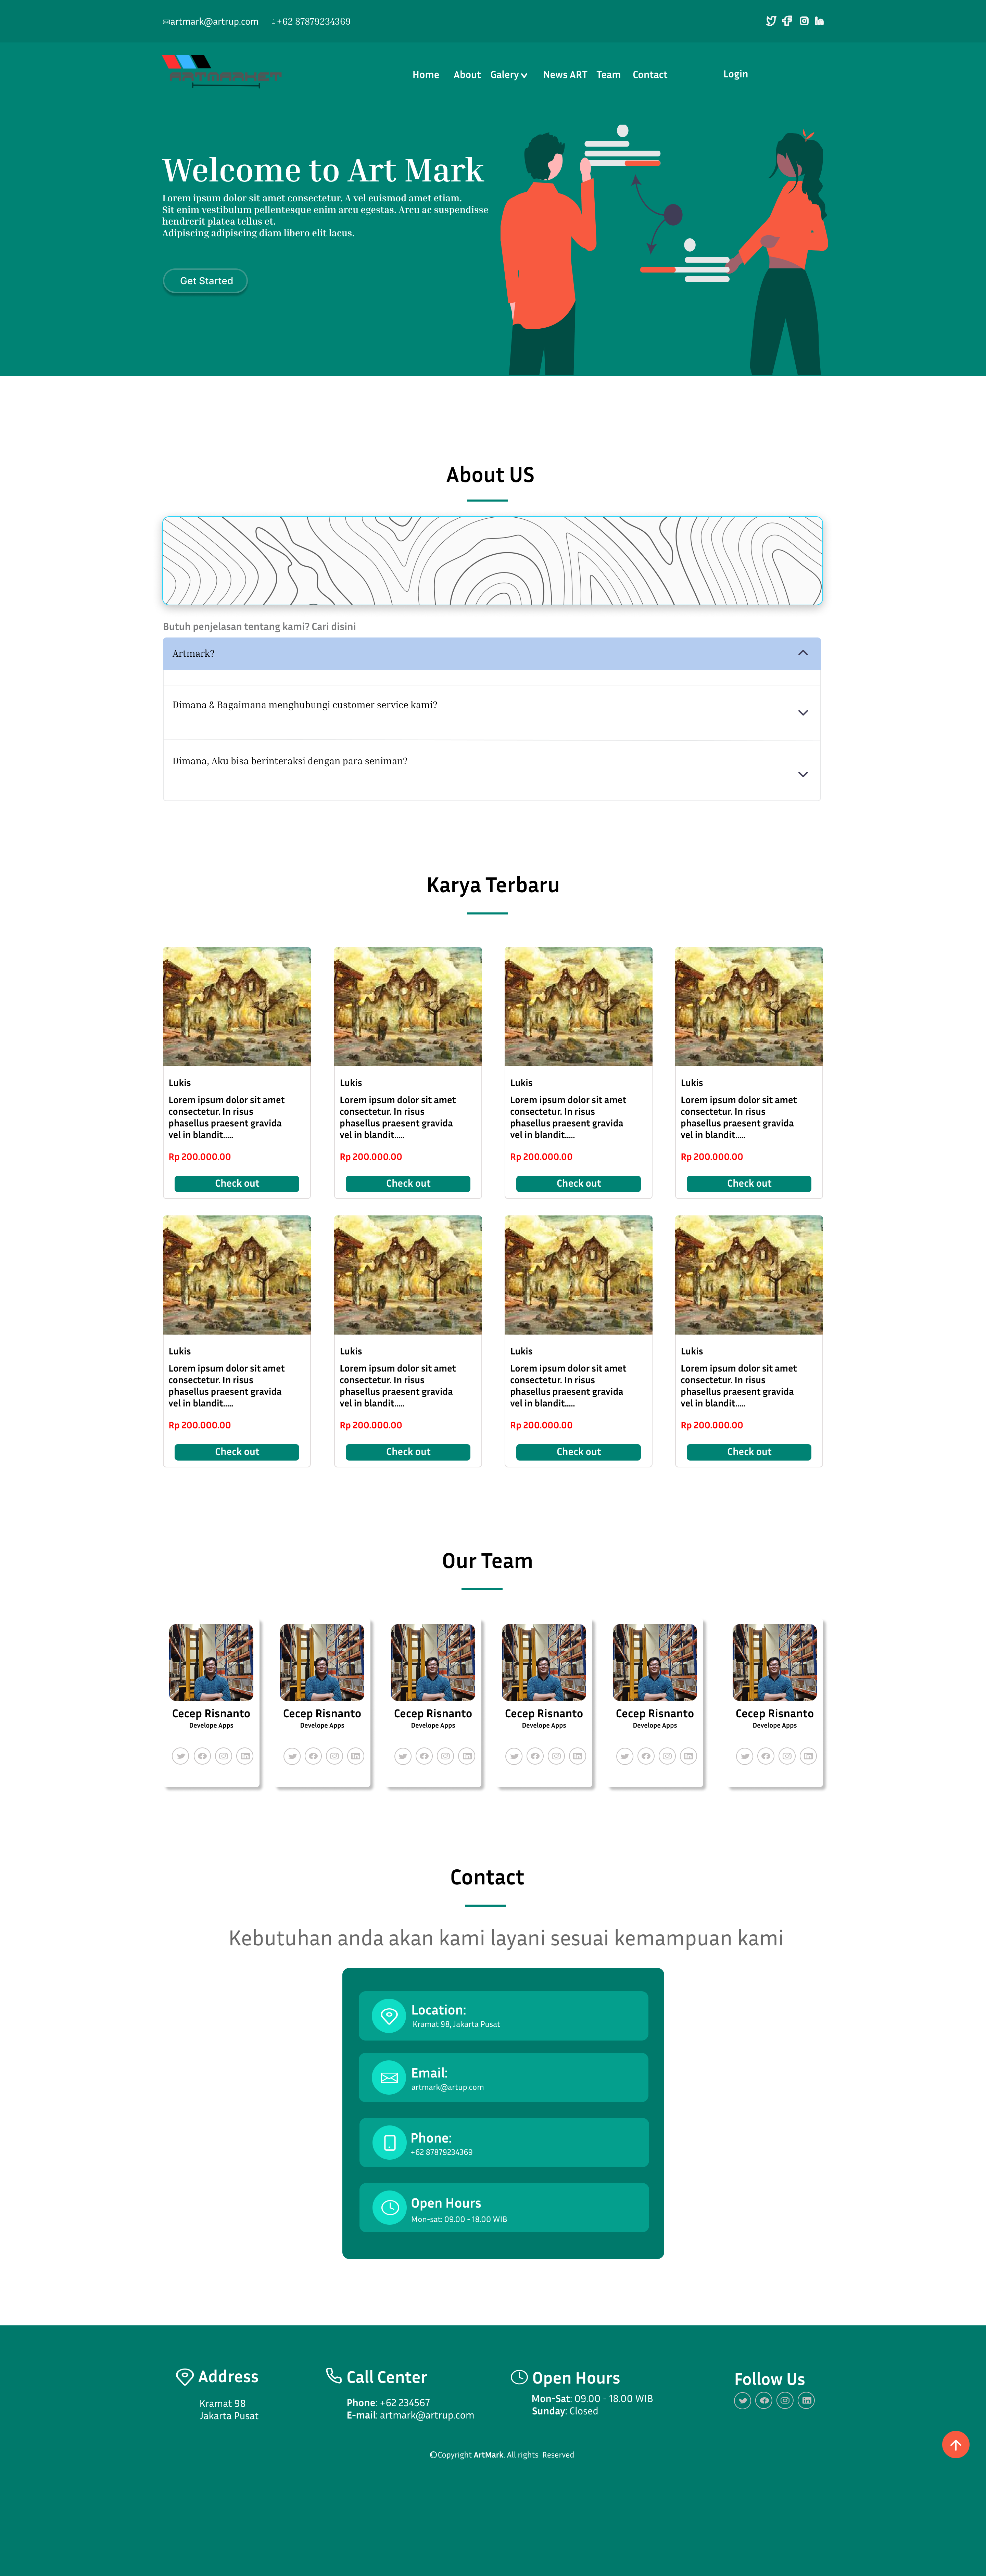 artmark@artrup.com +62 87879234369
ARTMARKET
Home About Galery News ART Team Contact Login
Welcome to Art Mark
Lorem ipsum dolor sit amet consectetur. A vel euismod amet etiam.
Sit enim vestibulum pellentesque enim arcu egestas. Arcu ac suspendisse
hendrerit platea tellus et.
Adipiscing adipiscing diam libero elit lacus.
Get Started
About US
Butuh penjelasan tentang kami? Cari disini
Artmark?
Dimana & Bagaimana menghubungi customer service kami?
Dimana, Aku bisa berinteraksi dengan para seniman?
Karya Terbaru
Lukis
Lorem ipsum dolor sit amet
consectetur. In risus
phasellus praesent gravida
vel in blandit.....
Rp 200.000.00
Check out
Lukis
Lorem ipsum dolor sit amet
consectetur. In risus
phasellus praesent gravida
vel in blandit.....
Rp 200.000.00
Check out
Lukis
Lorem ipsum dolor sit amet
consectetur. In risus
phasellus praesent gravida
vel in blandit.....
Rp 200.000.00
Check out
Lukis
Lorem ipsum dolor sit amet
consectetur. In risus
phasellus praesent gravida
vel in blandit.....
Rp 200.000.00
Check out
Lukis
Lorem ipsum dolor sit amet
consectetur. In risus
phasellus praesent gravida
vel in blandit.....
Rp 200.000.00
Check out
Lukis
Lorem ipsum dolor sit amet
consectetur. In risus
phasellus praesent gravida
vel in blandit.....
Rp 200.000.00
Check out
Lukis
Lorem ipsum dolor sit amet
consectetur. In risus
phasellus praesent gravida
vel in blandit.....
Rp 200.000.00
Check out
Lukis
Lorem ipsum dolor sit amet
consectetur. In risus
phasellus praesent gravida
vel in blandit.....
Rp 200.000.00
Check out
Our Team
Cecep Risnanto
Develope Apps
Cecep Risnanto
Develope Apps
Cecep Risnanto
Develope Apps
Cecep Risnanto
Develope Apps
Cecep Risnanto
Develope Apps
Cecep Risnanto
Develope Apps
Contact
Kebutuhan anda akan kami layani sesuai kemampuan kami
Location:
Kramat 98, Jakarta Pusat
Email:
artmark@artup.com
Phone:
+62 87879234369
Open Hours
Mon-sat: 09.00 - 18.00 WIB
Address
Kramat 98
Jakarta Pusat
Call Center
Phone: +62 234567
E-mail: artmark@artrup.com
Open Hours
Mon-Sat: 09.00 - 18.00 WIB
Sunday: Closed
Follow Us
©Copyright ArtMark. All rights Reserved